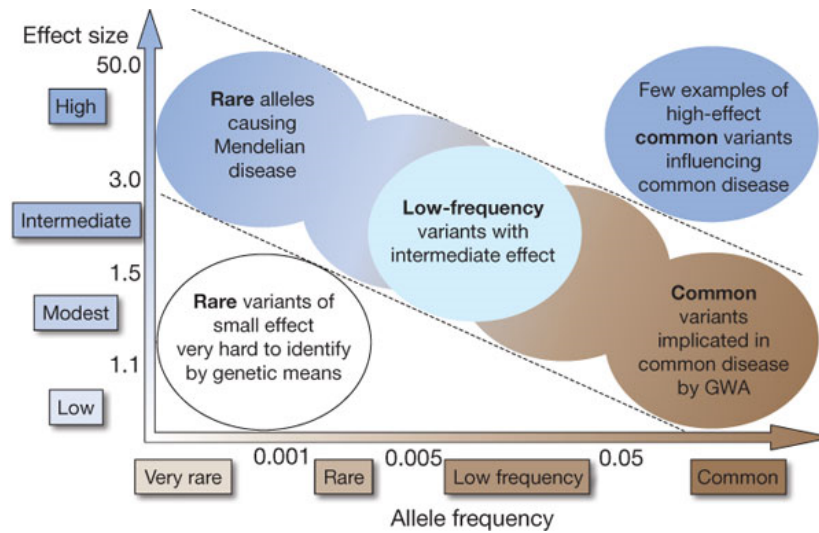 Effect size
50.0
High
3.0
Intermediate
1.5
Modest
1.1
Low
Rare alleles
causing
Mendelian
disease
Few examples of
high-effect
common variants
influencing
common disease
Low-frequency
variants with
intermediate effect
Rare variants of
small effect
very hard to identify
by genetic means
Common
variants
implicated in
common disease
by GWA
0.001
0.005
0.05
Very rare
Rare
Low frequency
Common
Allele frequency